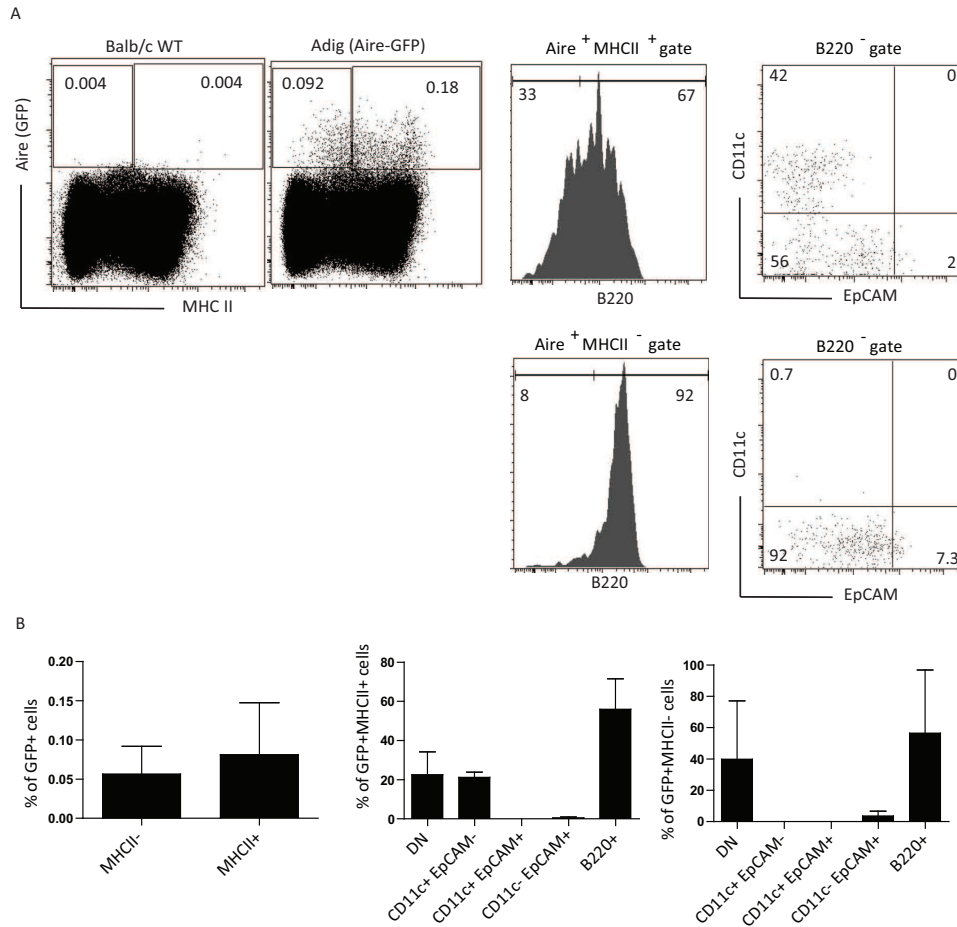 A
Balb/c WT
Adig (Aire-GFP)
Aire + MHCII + gate
B220 - gate
0.004
0.004
0.092
0.18
33
67
42
0
Aire (GFP)
CD11c
56
2
MHC II
B220
EpCAM
Aire + MHCII - gate
B220 - gate
8
92
0.7
0
CD11c
92
7.3
B220
EpCAM
B
% of GFP+ cells
0.20
0.15
0.10
0.05
0.00
MHCII-
MHCII+
% of GFP+MHCII+ cells
80
60
40
20
0
DN
CD11c+ EpCAM-
CD11c+ EpCAM+
CD11c- EpCAM+
B220+
% of GFP+MHCII- cells
100
80
60
40
20
0
DN
CD11c+ EpCAM-
CD11c+ EpCAM+
CD11c- EpCAM+
B220+